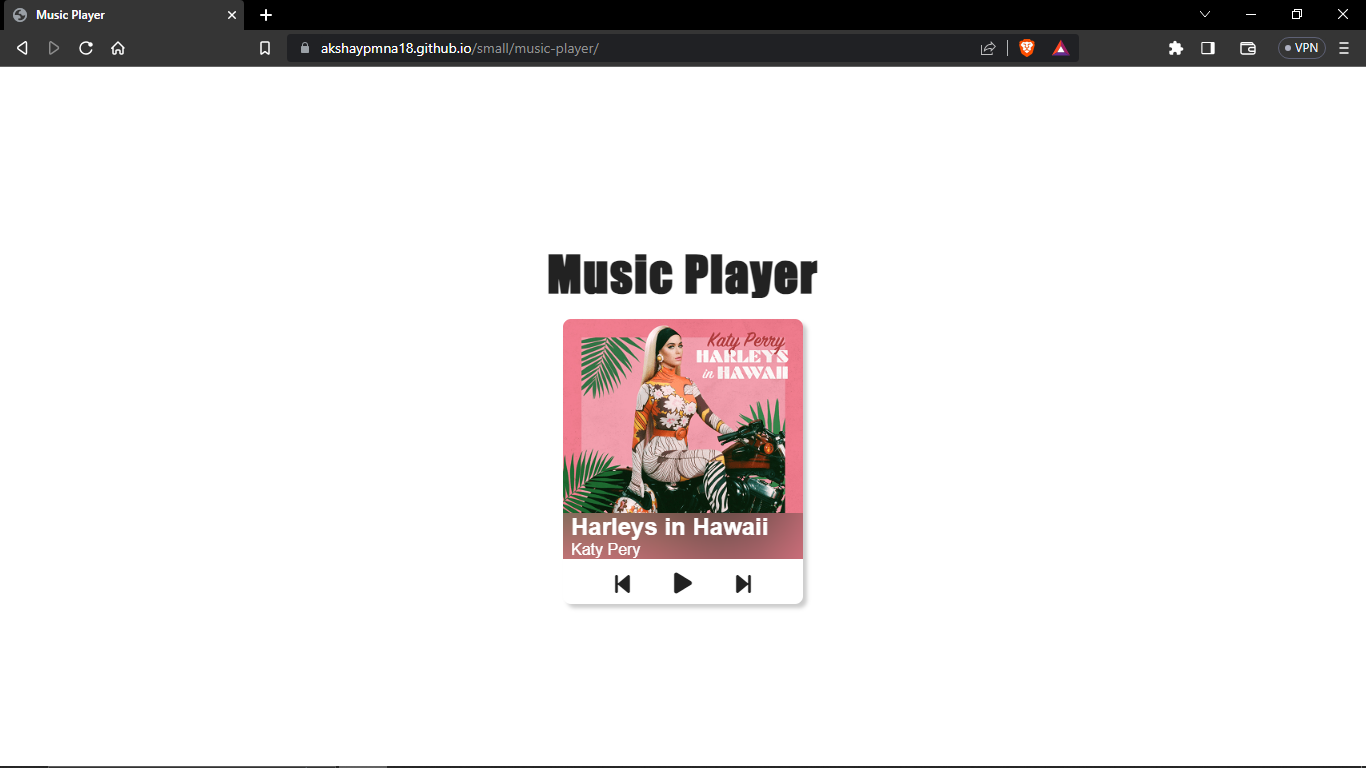 Music Player
akshaypmna18.github.io/small/music-player/
VPN
Music Player
Katy Perry
HARLEYS
in HAWAII
Harleys in Hawaii
Katy Pery